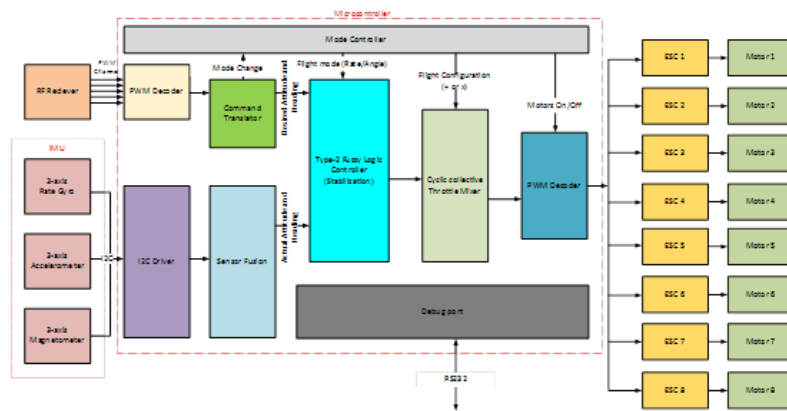 Microcontroller
Mode Controller
PWM
Channel
Mode Change
Flight mode (Rate/Angle)
Flight Configuration
(+ or x)
Motors On/Off
RF Reciever
PWM Decoder
Command
Translator
Desired Attitude and
Heading
Type-2 Fussy Logic
Controller
(Stabilisation)
Cyclic collective
Throttle Mixer
PWM Decoder
IMU
3-axis
Rate Gyro
3-axis
Accelerometer
3-axis
Magnetometer
I2C
I2C Driver
Sensor Fusion
Actual Attitude and
Heading
Debug port
RS232
ESC 1
Motor 1
ESC 2
Motor 2
ESC 3
Motor 3
ESC 4
Motor 4
ESC 5
Motor 5
ESC 6
Motor 6
ESC 7
Motor 7
ESC 8
Motor 8